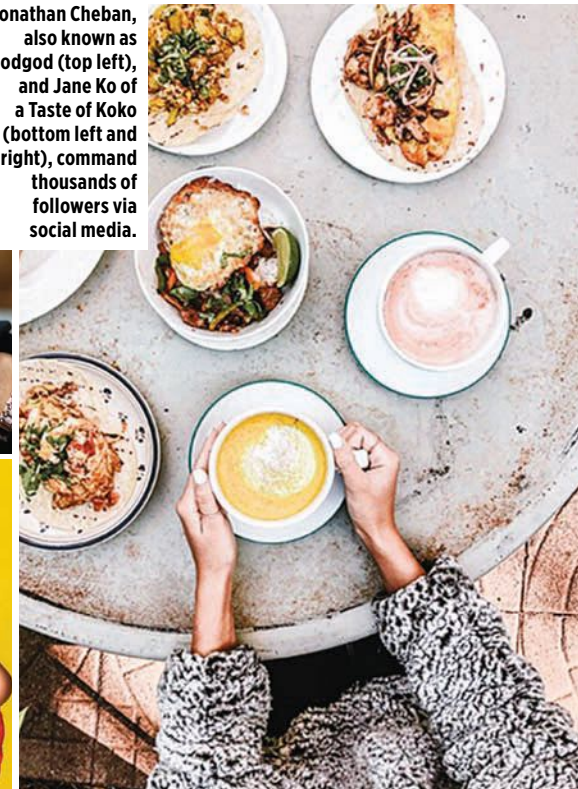 onathan Cheban,
also known as
odgod (top left),
and Jane Ko of
a Taste of Koko
(bottom left and
right), command
thousands of
followers via
social media.